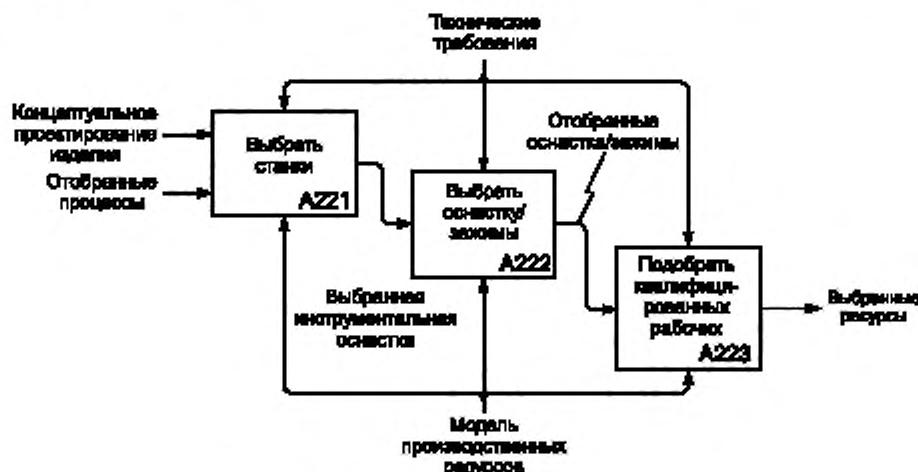 Технические
требования
Концептуальное
проектирование
изделия
Отобранные
процессы
Выбрать
станки
A221
Отобранные
оснастка/зажимы
Выбрать
оснастку/
зажимы
A222
Выбранная
инструментальная
оснастка
Подобрать
квалифици-
рованных
рабочих
A223
Выбранные
ресурсы
Модель
производственных
ресурсов